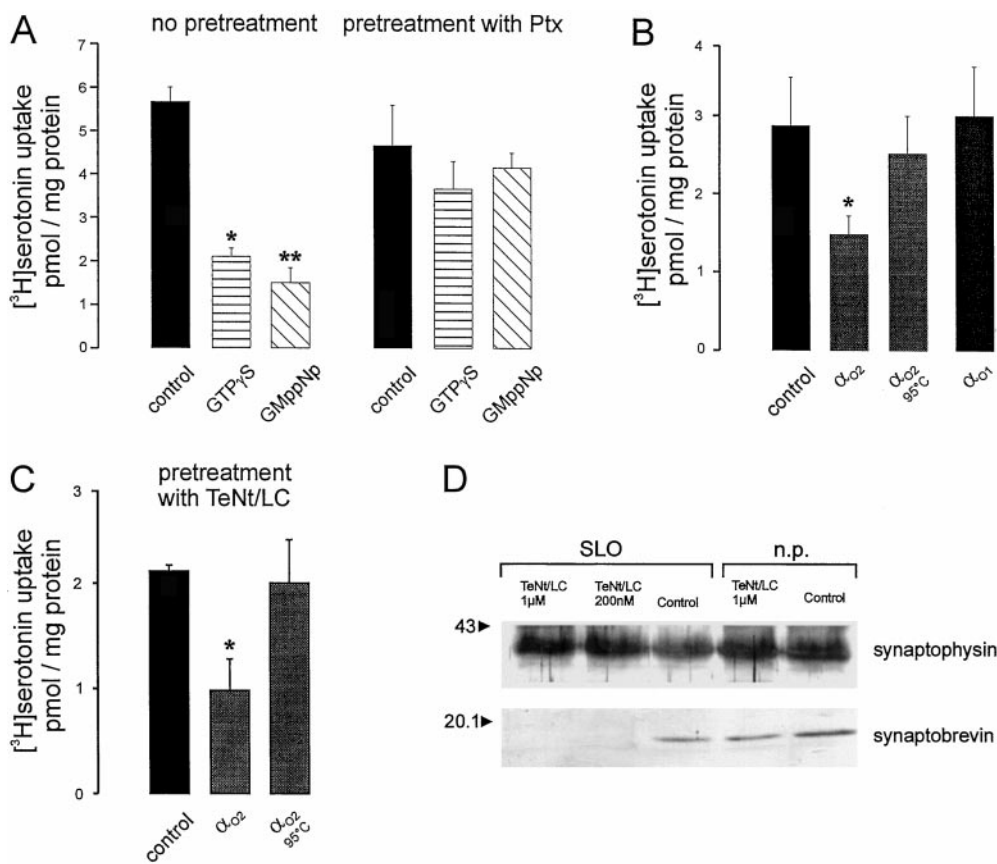 A
no pretreatment
pretreatment with Ptx
[³H]serotonin uptake
pmol / mg protein
7
6
5
4
3
2
1
0
*
**
control
GTPγS
GMppNp
control
GTPγS
GMppNp
B
[³H]serotonin uptake
pmol / mg protein
4
3
2
1
0
*
control
αo2
αo2
95°C
αo1
C
pretreatment
with TeNt/LC
[³H]serotonin uptake
pmol / mg protein
3
2
1
0
*
control
αo2
αo2
95°C
D
SLO
n.p.
TeNt/LC
1µM
TeNt/LC
200nM
Control
TeNt/LC
1µM
Control
43
synaptophysin
20.1
synaptobrevin